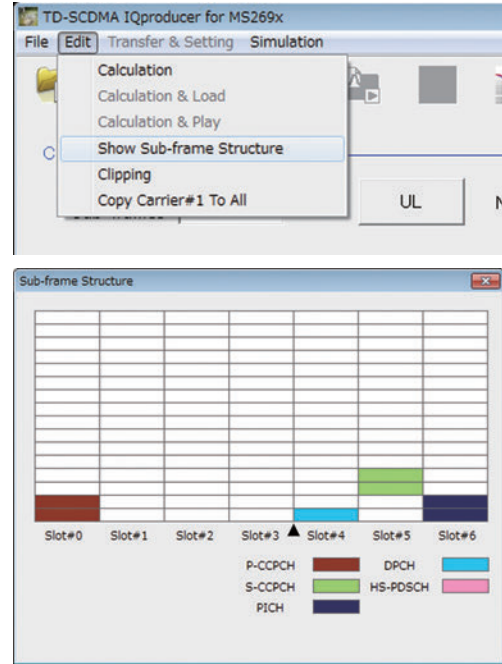 TD-SCDMA IQproducer for MS269x
File Edit Transfer & Setting Simulation
Calculation
Calculation & Load
Calculation & Play
Show Sub-frame Structure
Clipping
Copy Carrier#1 To All
UL
Sub-frame Structure
Slot#0 Slot#1 Slot#2 Slot#3 Slot#4 Slot#5 Slot#6
P-CCPCH DPCH
S-CCPCH HS-PDSCH
PICH